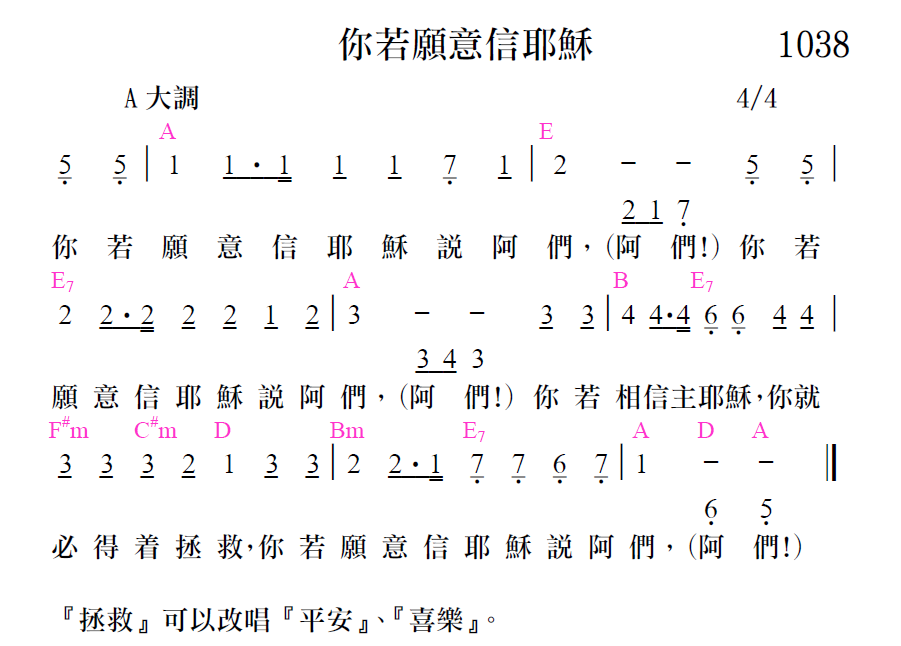 你若願意信耶穌 1038
A 大調 4/4
A E
5 5 | 1 1 · 1 1 1 7 1 | 2 － － 5 5 |
2 1 7
你若願意信耶穌説阿們，(阿們!)你若
E7 A B E7
2 2 · 2 2 2 1 2 | 3 － － 3 3 | 4 4·4 6 6 4 4 |
3 4 3
願意信耶穌説阿們，(阿們!)你若相信主耶穌，你就
F#m C#m D Bm E7 A D A
3 3 3 2 1 3 3 | 2 2 · 1 7 7 6 7 | 1 － － ‖
6 5
必得着拯救，你若願意信耶穌説阿們，(阿們!)
『拯救』可以改唱『平安』、『喜樂』。